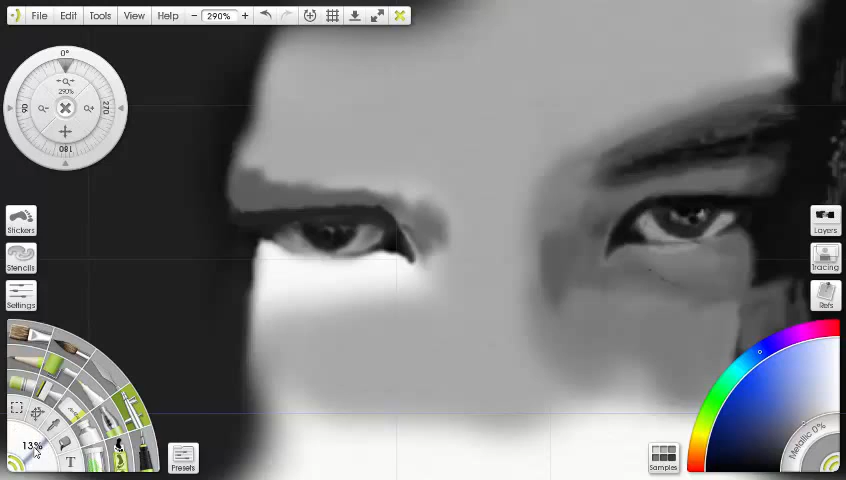 File Edit Tools View Help 290%
0°
290%
90
270
180
Stickers
Stencils
Settings
Layers
Tracing
Refs
13%
T
Presets
Samples
Metallic 0%